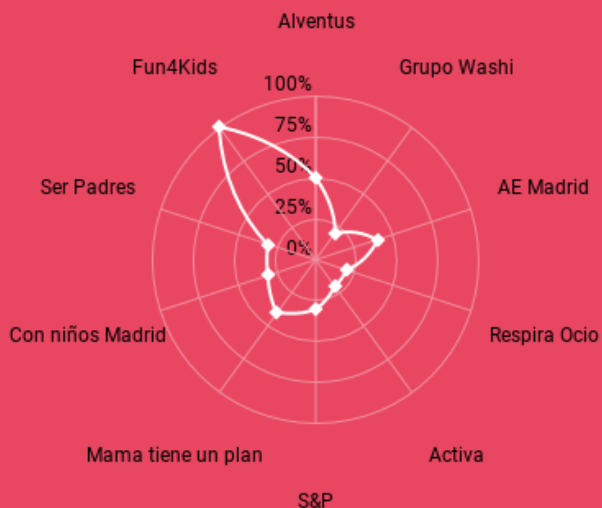 Alventus
Fun4Kids
Grupo Washi
100%
75%
50%
25%
0%
Ser Padres
AE Madrid
Con niños Madrid
Respira Ocio
Mama tiene un plan
Activa
S&P